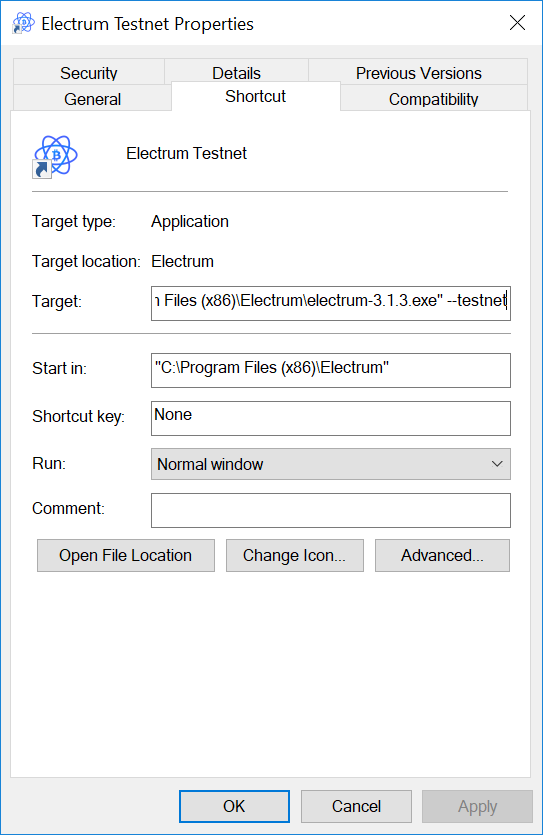 Electrum Testnet Properties
Security Details Previous Versions
General Shortcut Compatibility
Electrum Testnet
Target type: Application
Target location: Electrum
Target: Files (x86)\Electrum\electrum-3.1.3.exe" --testnet
Start in: "C:\Program Files (x86)\Electrum"
Shortcut key: None
Run: Normal window
Comment:
Open File Location Change Icon... Advanced...
OK Cancel Apply